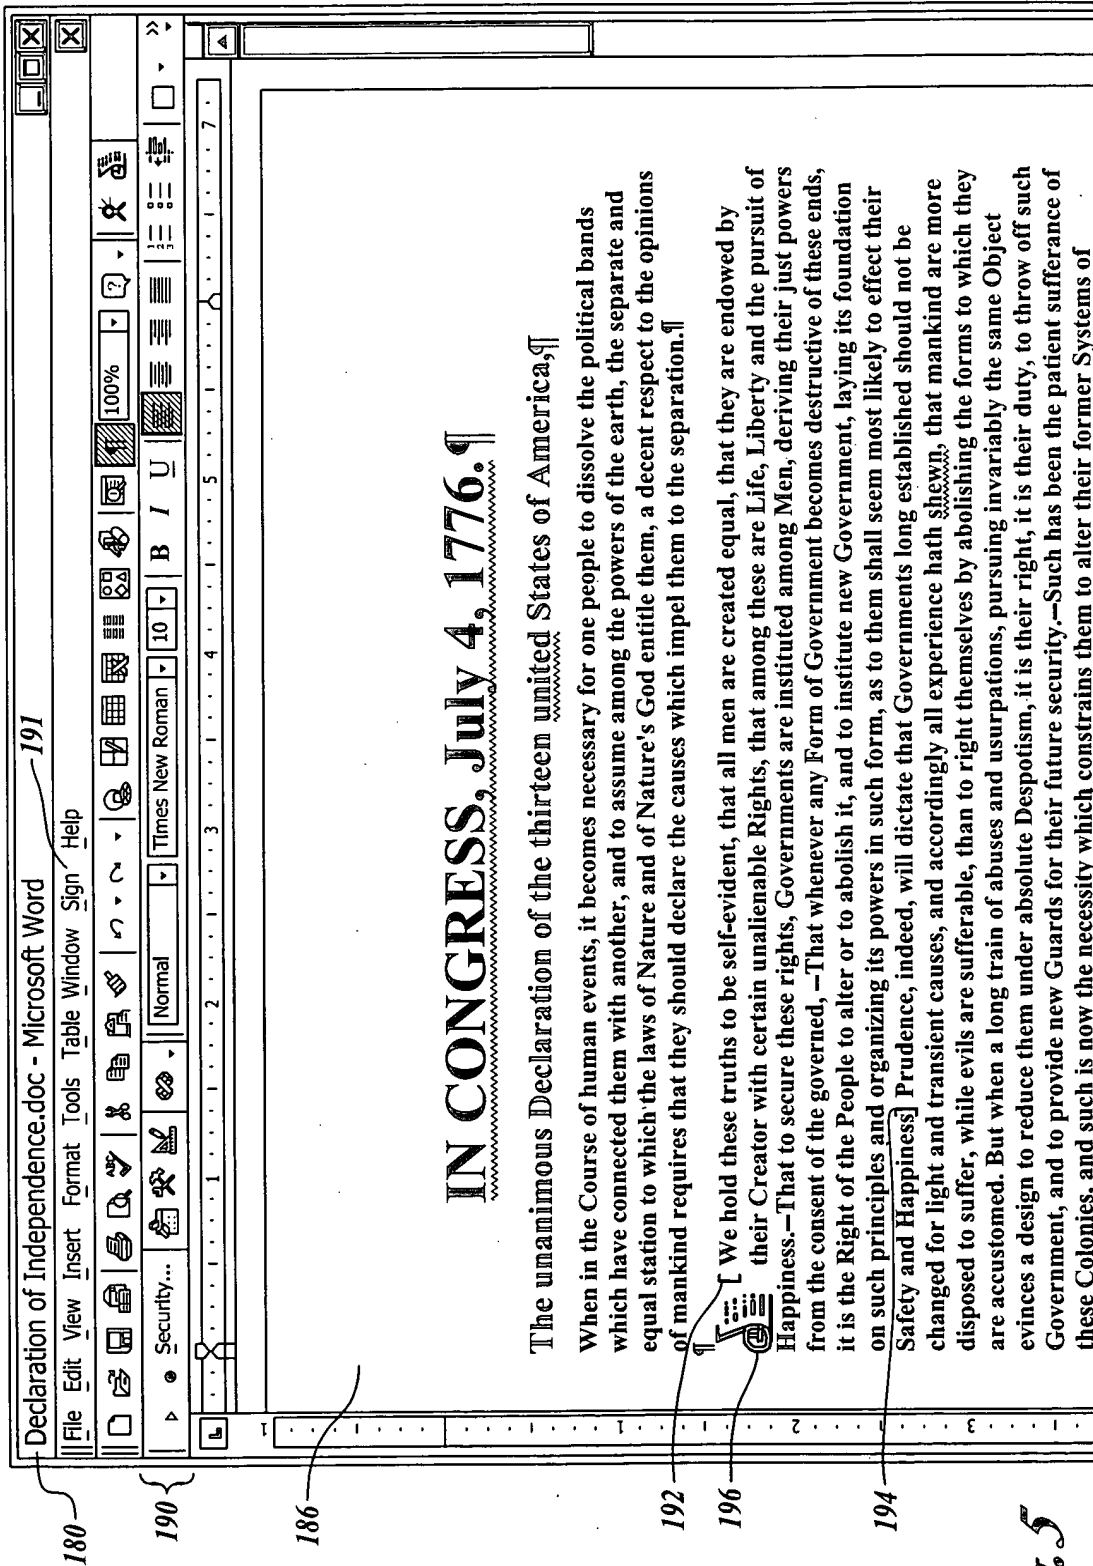 180
Declaration of Independence.doc - Microsoft Word
191
File Edit View Insert Format Tools Table Window Sign Help
ABC
100%
?
190
Security...
Normal
Times New Roman
10
B I U
1 2 3
L
1 2 3 4 5 7
186
IN CONGRESS, July 4, 1776.¶
The unanimous Declaration of the thirteen united States of America,¶
When in the Course of human events, it becomes necessary for one people to dissolve the political bands
which have connected them with another, and to assume among the powers of the earth, the separate and
equal station to which the laws of Nature and of Nature's God entitle them, a decent respect to the opinions
of mankind requires that they should declare the causes which impel them to the separation.¶
¶
192
196
[ We hold these truths to be self-evident, that all men are created equal, that they are endowed by
their Creator with certain unalienable Rights, that among these are Life, Liberty and the pursuit of
Happiness.—That to secure these rights, Governments are instituted among Men, deriving their just powers
from the consent of the governed, —That whenever any Form of Government becomes destructive of these ends,
it is the Right of the People to alter or to abolish it, and to institute new Government, laying its foundation
on such principles and organizing its powers in such form, as to them shall seem most likely to effect their
194
Safety and Happiness] Prudence, indeed, will dictate that Governments long established should not be
changed for light and transient causes, and accordingly all experience hath shewn, that mankind are more
disposed to suffer, while evils are sufferable, than to right themselves by abolishing the forms to which they
are accustomed. But when a long train of abuses and usurpations, pursuing invariably the same Object
evinces a design to reduce them under absolute Despotism, it is their right, it is their duty, to throw off such
Government, and to provide new Guards for their future security.—Such has been the patient sufferance of
these Colonies, and such is now the necessity which constrains them to alter their former Systems of
1
1
2
3
5